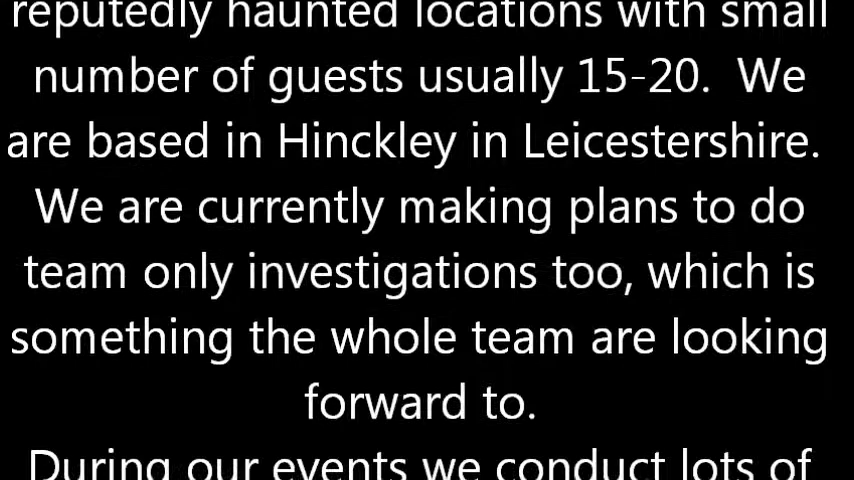 reputedly haunted locations with small
number of guests usually 15-20. We
are based in Hinckley in Leicestershire.
We are currently making plans to do
team only investigations too, which is
something the whole team are looking
forward to.
During our events we conduct lots of